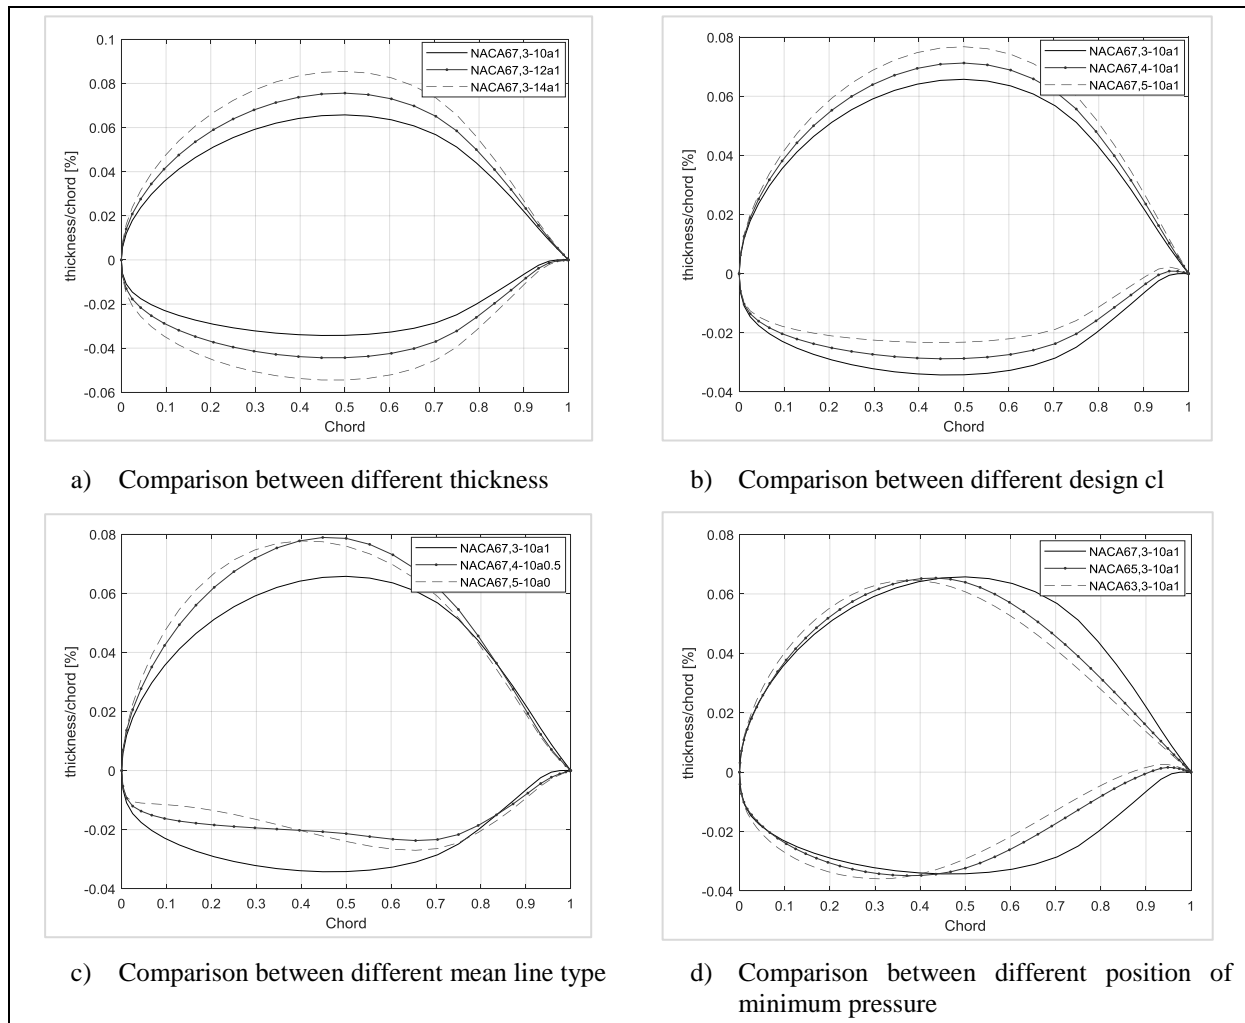 0.1
0.08
0.06
0.04
0.02
0
-0.02
-0.04
-0.06
thickness/chord [%]
NACA67,3-10a1
NACA67,3-12a1
NACA67,3-14a1
0 0.1 0.2 0.3 0.4 0.5 0.6 0.7 0.8 0.9 1
Chord
a) Comparison between different thickness
0.08
0.06
0.04
0.02
0
-0.02
-0.04
thickness/chord [%]
NACA67,3-10a1
NACA67,4-10a1
NACA67,5-10a1
0 0.1 0.2 0.3 0.4 0.5 0.6 0.7 0.8 0.9 1
Chord
b) Comparison between different design cl
0.08
0.06
0.04
0.02
0
-0.02
-0.04
thickness/chord [%]
NACA67,3-10a1
NACA67,4-10a0.5
NACA67,5-10a0
0 0.1 0.2 0.3 0.4 0.5 0.6 0.7 0.8 0.9 1
Chord
c) Comparison between different mean line type
0.08
0.06
0.04
0.02
0
-0.02
-0.04
thickness/chord [%]
NACA67,3-10a1
NACA65,3-10a1
NACA63,3-10a1
0 0.1 0.2 0.3 0.4 0.5 0.6 0.7 0.8 0.9 1
Chord
d) Comparison between different position of
minimum pressure